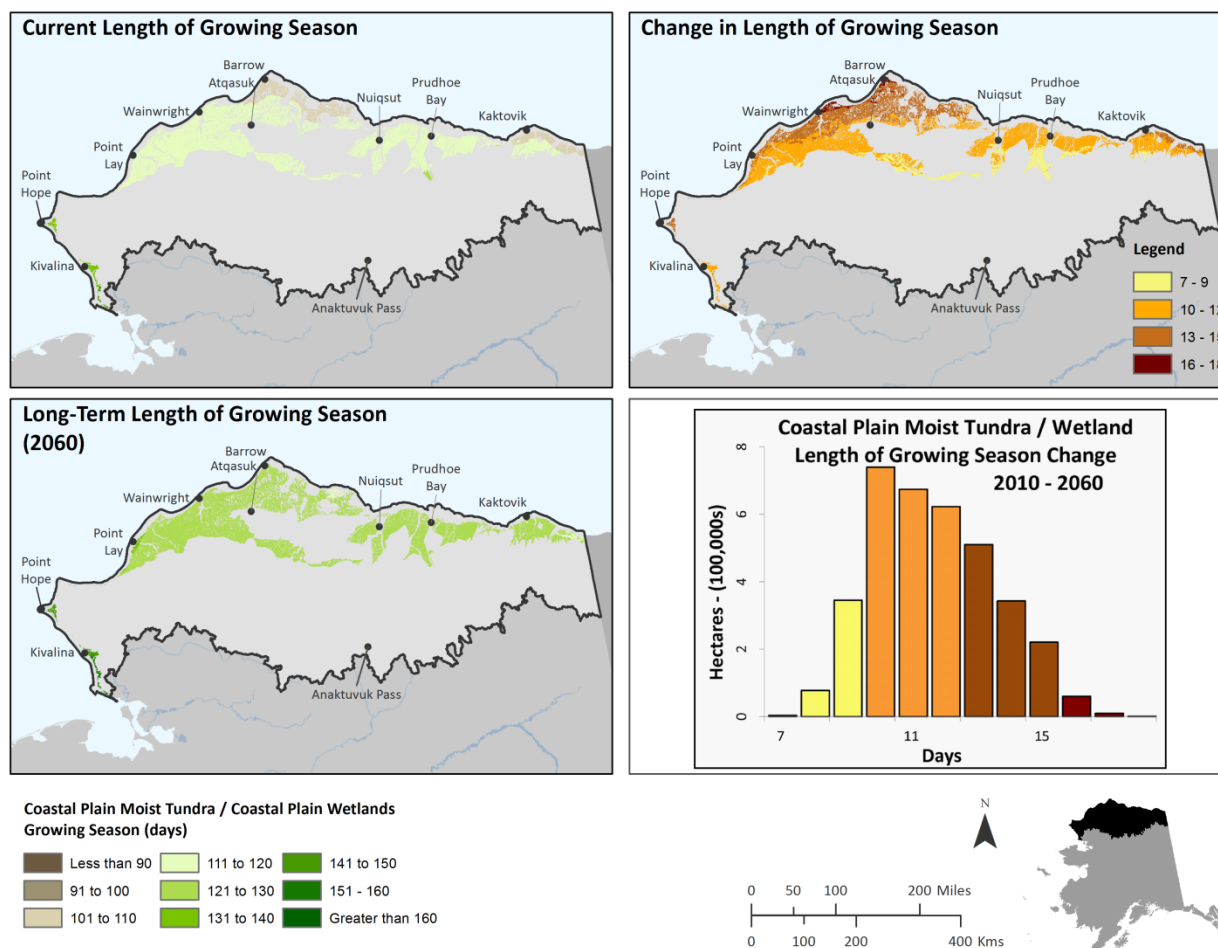 Current Length of Growing Season
Barrow
Atqasuk
Wainwright
Nuiqsut
Prudhoe
Bay
Kaktovik
Point
Lay
Point
Hope
Kivalina
Anaktuvuk Pass
Change in Length of Growing Season
Barrow
Atqasuk
Wainwright
Nuiqsut
Prudhoe
Bay
Kaktovik
Point
Lay
Point
Hope
Kivalina
Anaktuvuk Pass
Legend
7 - 9
10 - 12
13 - 15
16 - 18
Long-Term Length of Growing Season
(2060)
Barrow
Atqasuk
Wainwright
Nuiqsut
Prudhoe
Bay
Kaktovik
Point
Lay
Point
Hope
Kivalina
Anaktuvuk Pass
Coastal Plain Moist Tundra / Wetland
Length of Growing Season Change
2010 - 2060
Hectares - (100,000s)
8
6
4
2
0
7 11 15
Days
Coastal Plain Moist Tundra / Coastal Plain Wetlands
Growing Season (days)
Less than 90 111 to 120 141 to 150
91 to 100 121 to 130 151 - 160
101 to 110 131 to 140 Greater than 160
N
0 50 100 200 Miles
0 100 200 400 Kms